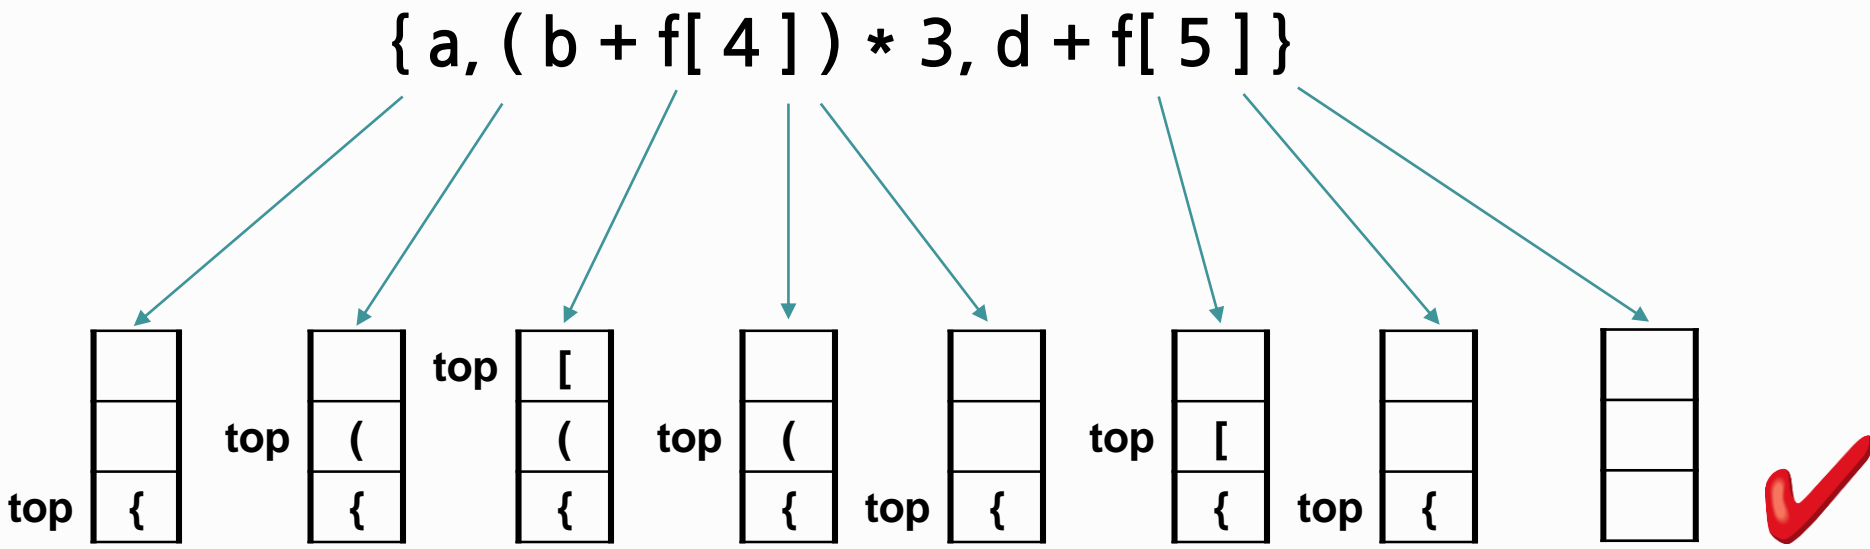 { a, ( b + f[ 4 ] ) * 3, d + f[ 5 ] }
top [
top ( ( top ( top [
top { { { { top { { top {